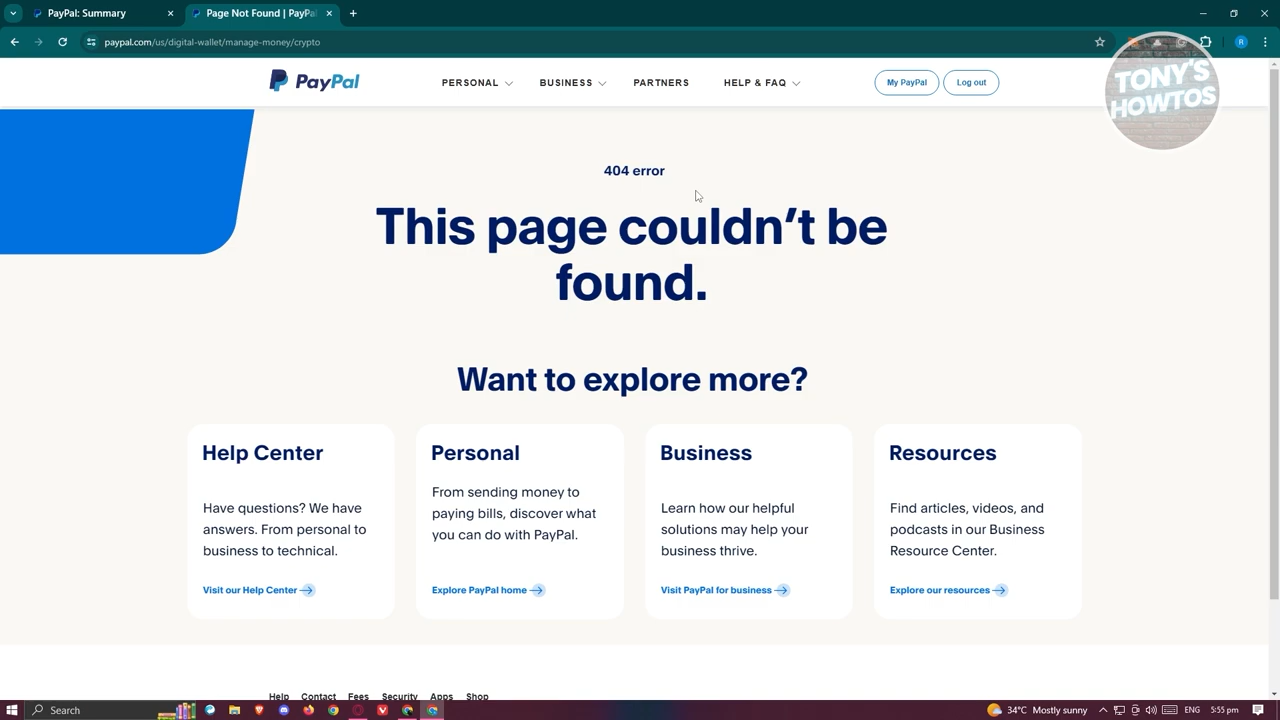 PayPal: Summary
Page Not Found | PayPal
paypal.com/us/digital-wallet/manage-money/crypto
R
TONY'S
HOWTOS
PayPal
PERSONAL
BUSINESS
PARTNERS
HELP & FAQ
My PayPal
Log out
404 error
This page couldn't be
found.
Want to explore more?
Help Center
Have questions? We have
answers. From personal to
business to technical.
Visit our Help Center
Personal
From sending money to
paying bills, discover what
you can do with PayPal.
Explore PayPal home
Business
Learn how our helpful
solutions may help your
business thrive.
Visit PayPal for business
Resources
Find articles, videos, and
podcasts in our Business
Resource Center.
Explore our resources
Help
Contact
Fees
Security
Apps
Shop
Search
34°C Mostly sunny
ENG
5:55 pm